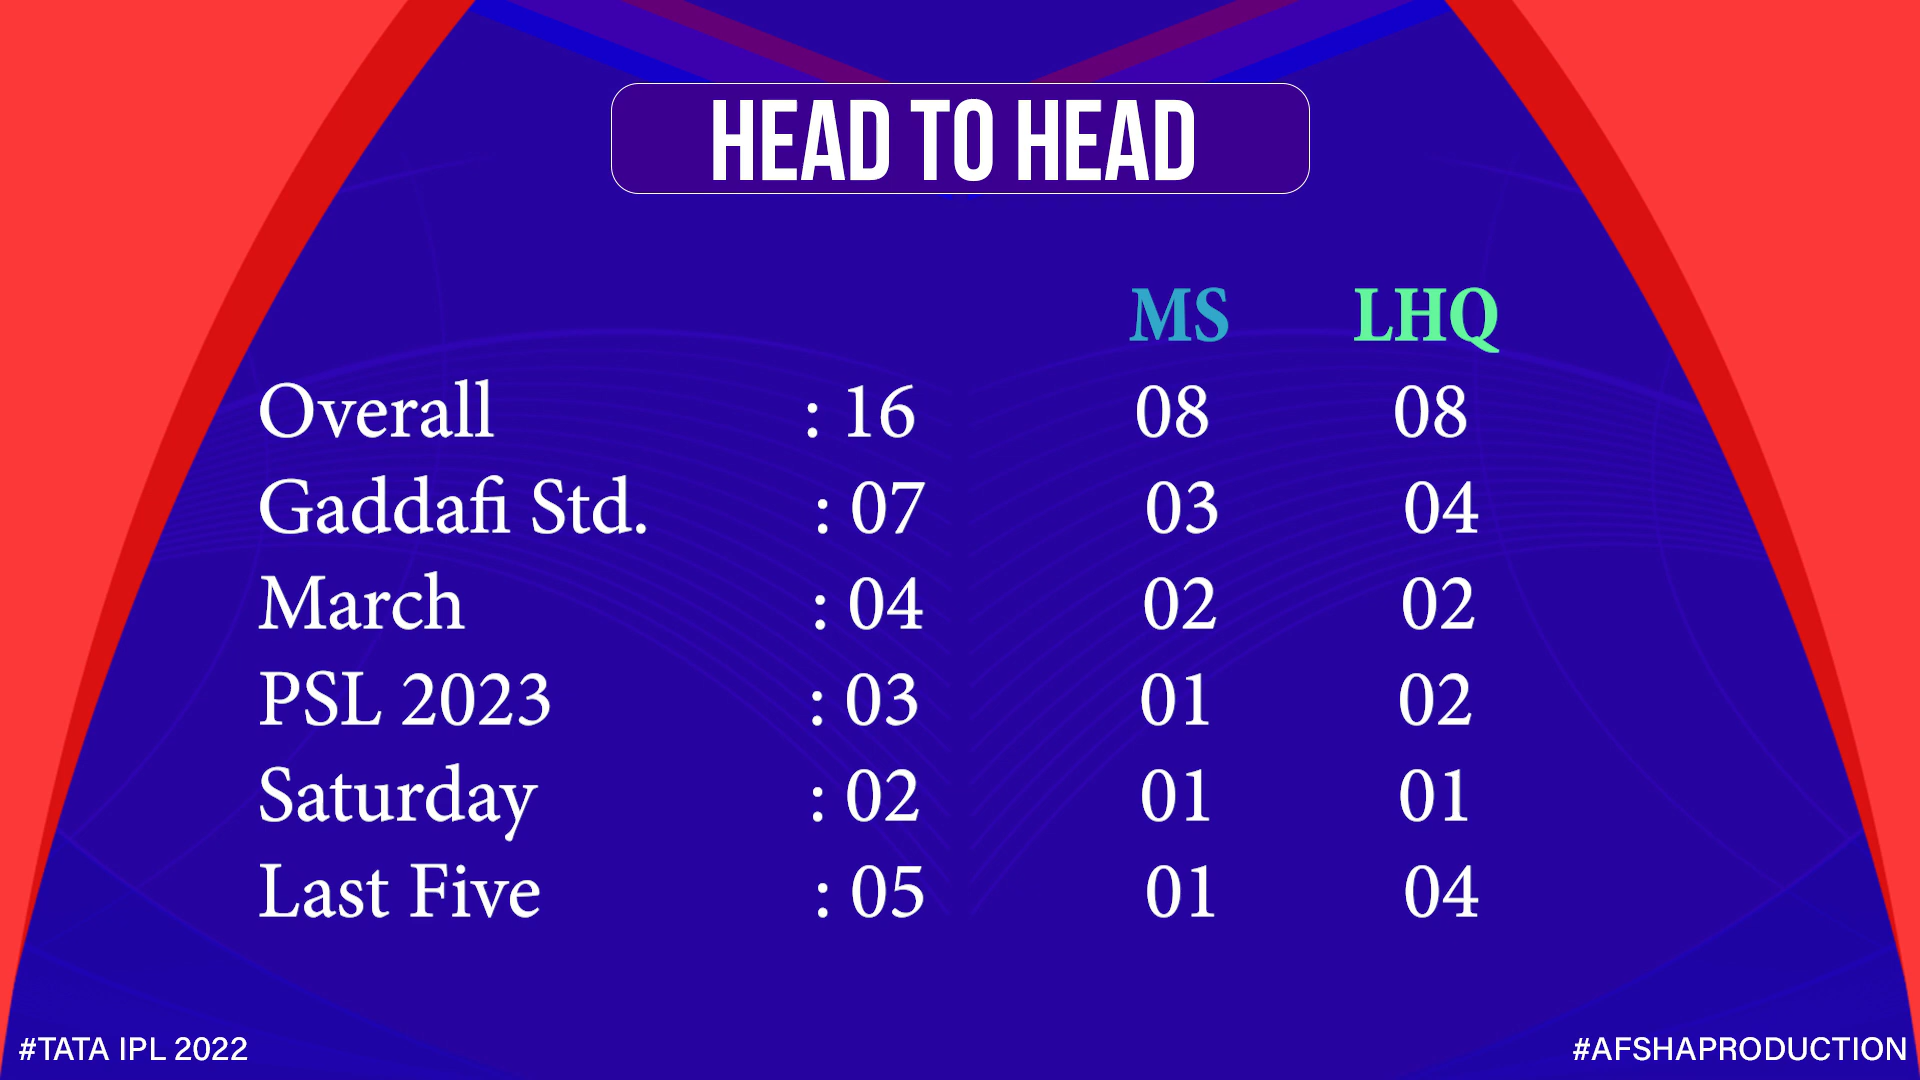 HEAD TO HEAD
MS LHQ
Overall : 16 08 08
Gaddafi Std. : 07 03 04
March : 04 02 02
PSL 2023 : 03 01 02
Saturday : 02 01 01
Last Five : 05 01 04
#TATA IPL 2022 #AFSHAPRODUCTION